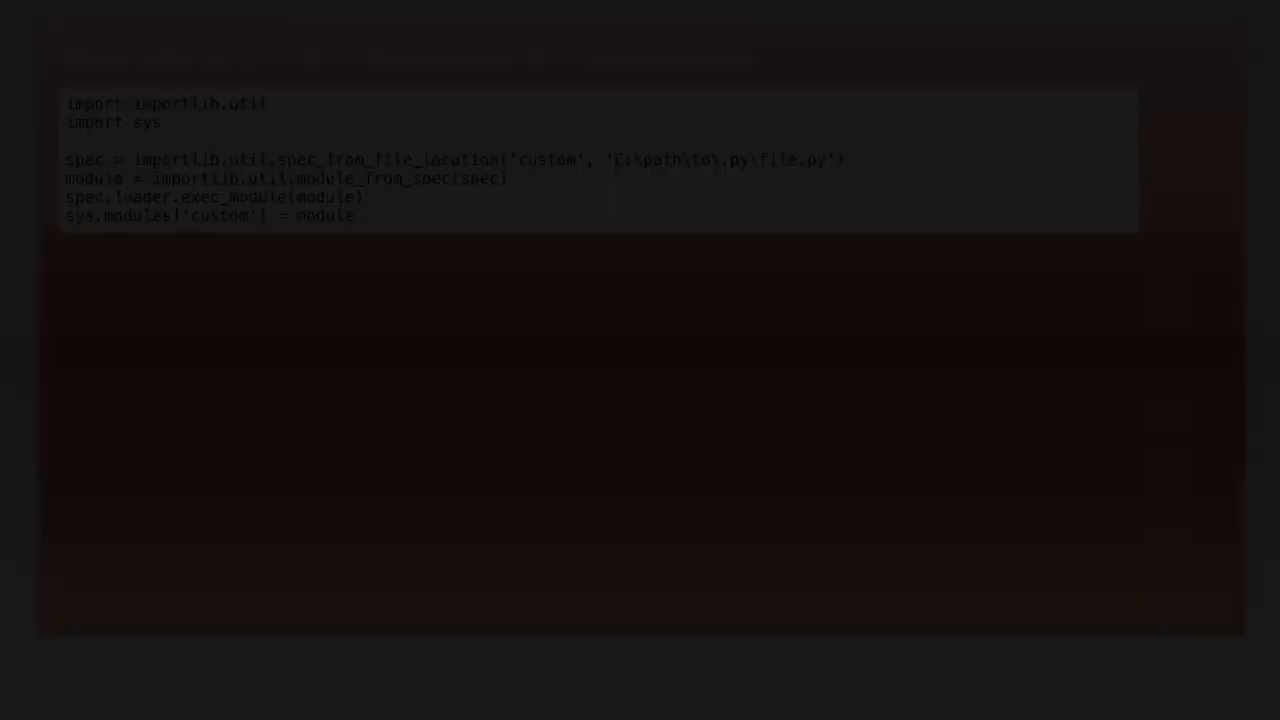 import importlib.util
import sys
spec = importlib.util.spec_from_file_location('custom', 'C:\path\to\.py\file.py')
module = importlib.util.module_from_spec(spec)
spec.loader.exec_module(module)
sys.modules['custom'] = module